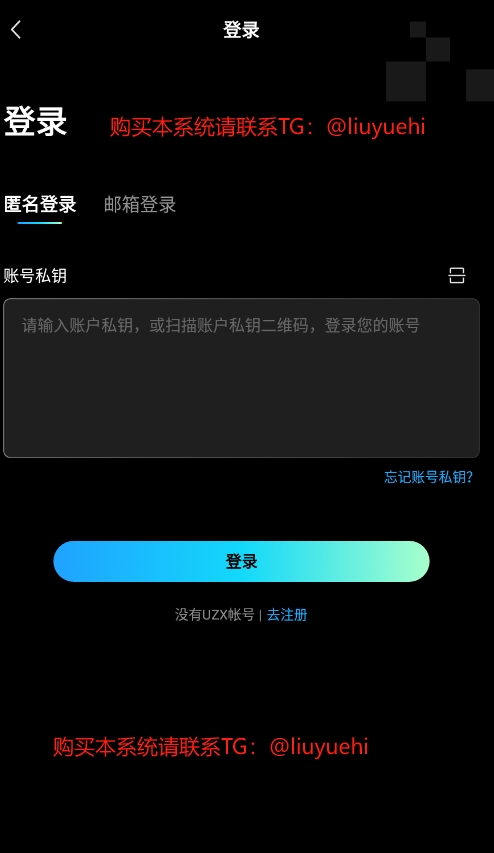 登录
登录
购买本系统请联系TG：@liuyuehi
匿名登录 邮箱登录
账号私钥
请输入账户私钥，或扫描账户私钥二维码，登录您的账号
忘记账号私钥?
登录
没有UZX帐号 | 去注册
购买本系统请联系TG：@liuyuehi